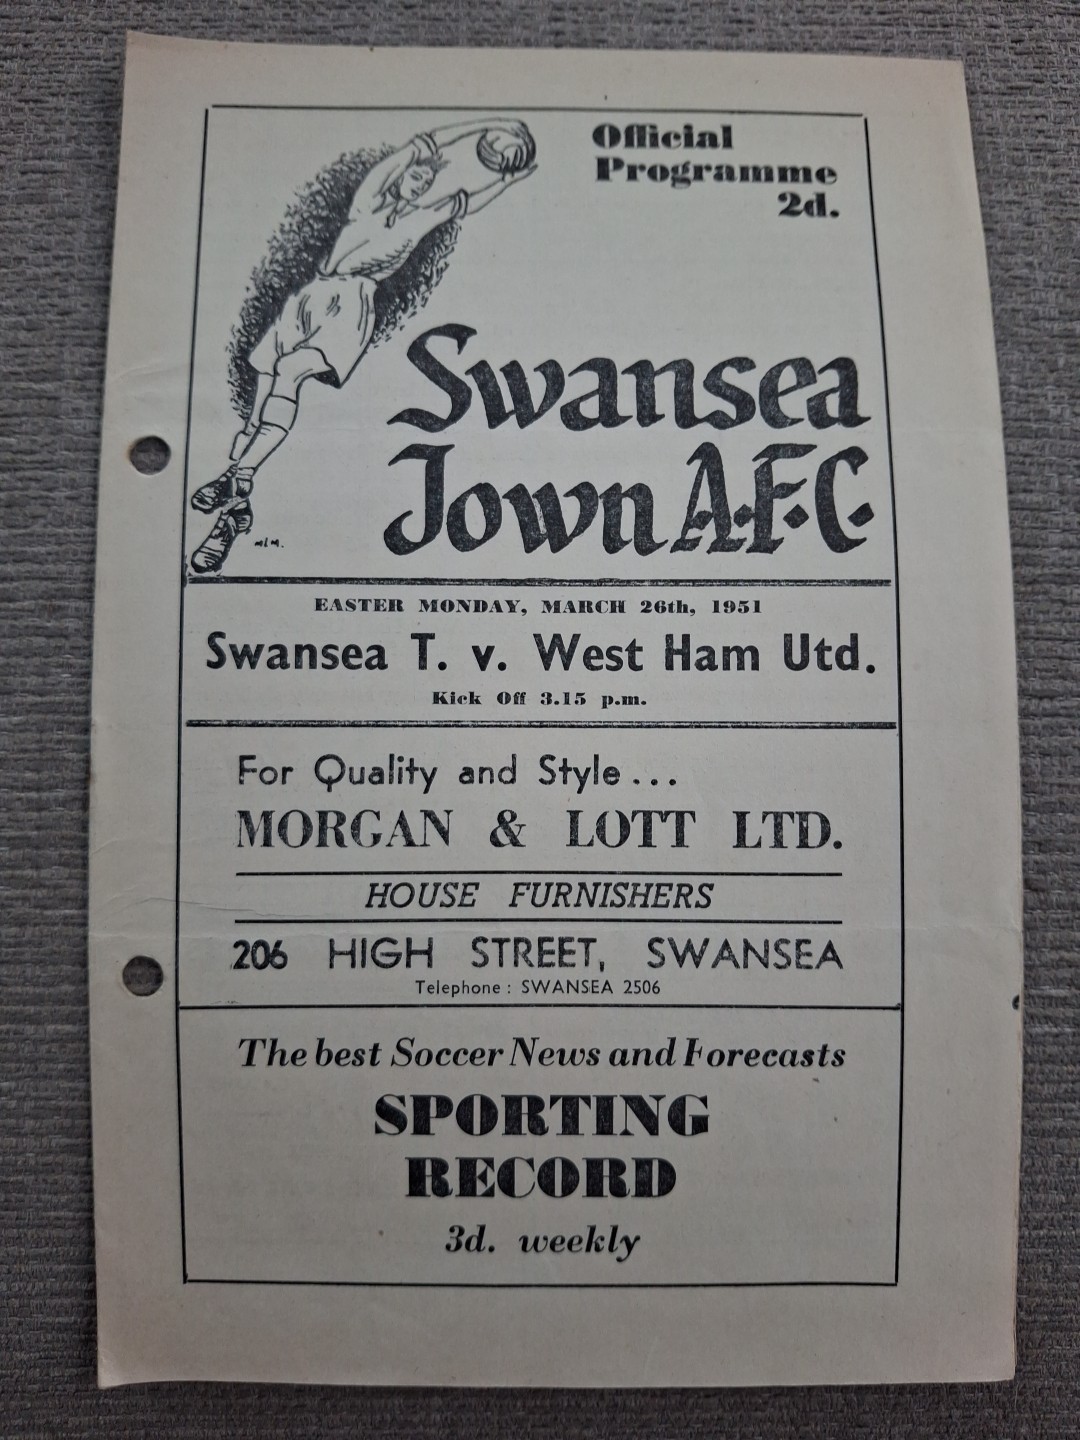 Official
Programme
2d.
Swansea
Town A.F.C.
MLM.
EASTER MONDAY, MARCH 26th, 1951
Swansea T. v. West Ham Utd.
Kick Off 3.15 p.m.
For Quality and Style ...
MORGAN & LOTT LTD.
HOUSE FURNISHERS
206 HIGH STREET, SWANSEA
Telephone : SWANSEA 2506
The best Soccer News and Forecasts
SPORTING
RECORD
3d. weekly